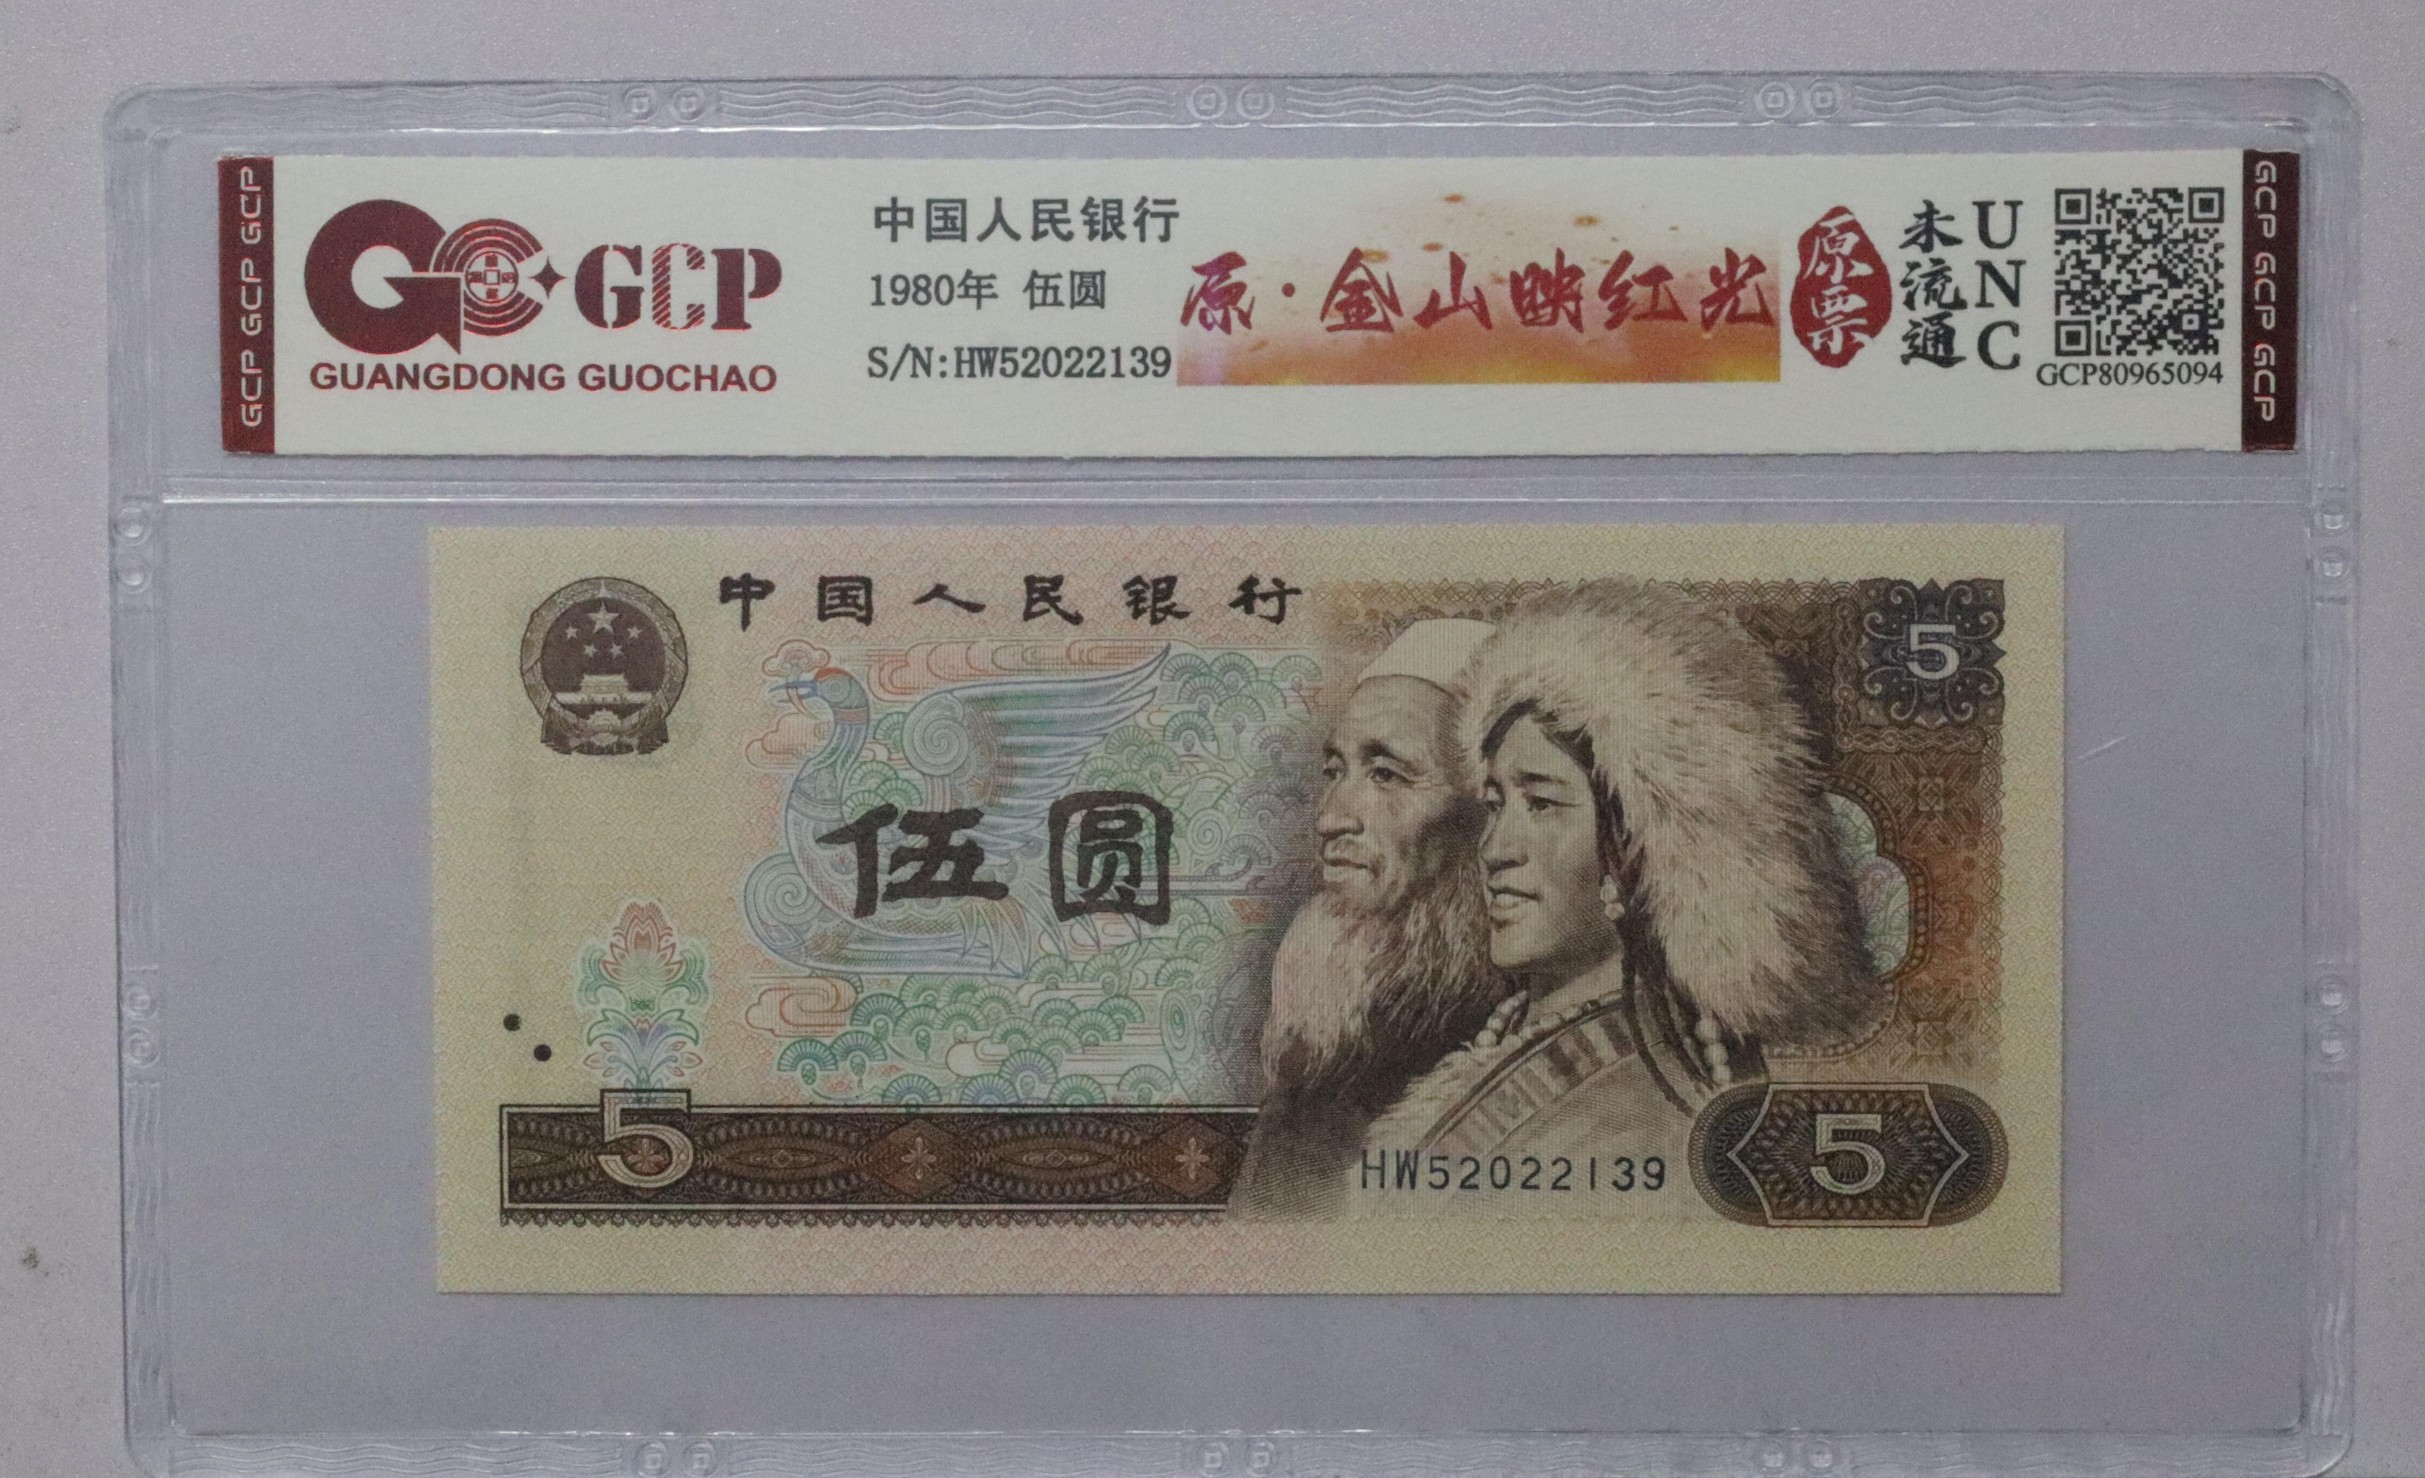 GCP GCP GCP
GCP
GUANGDONG GUOCHAO
中国人民银行
1980年 伍圆
S/N:HW52022139
原·金山映红光
原票
未流通
UNC
GCP80965094
GCP GCP GCP
中国人民银行
5
伍圆
5
HW52022139
5